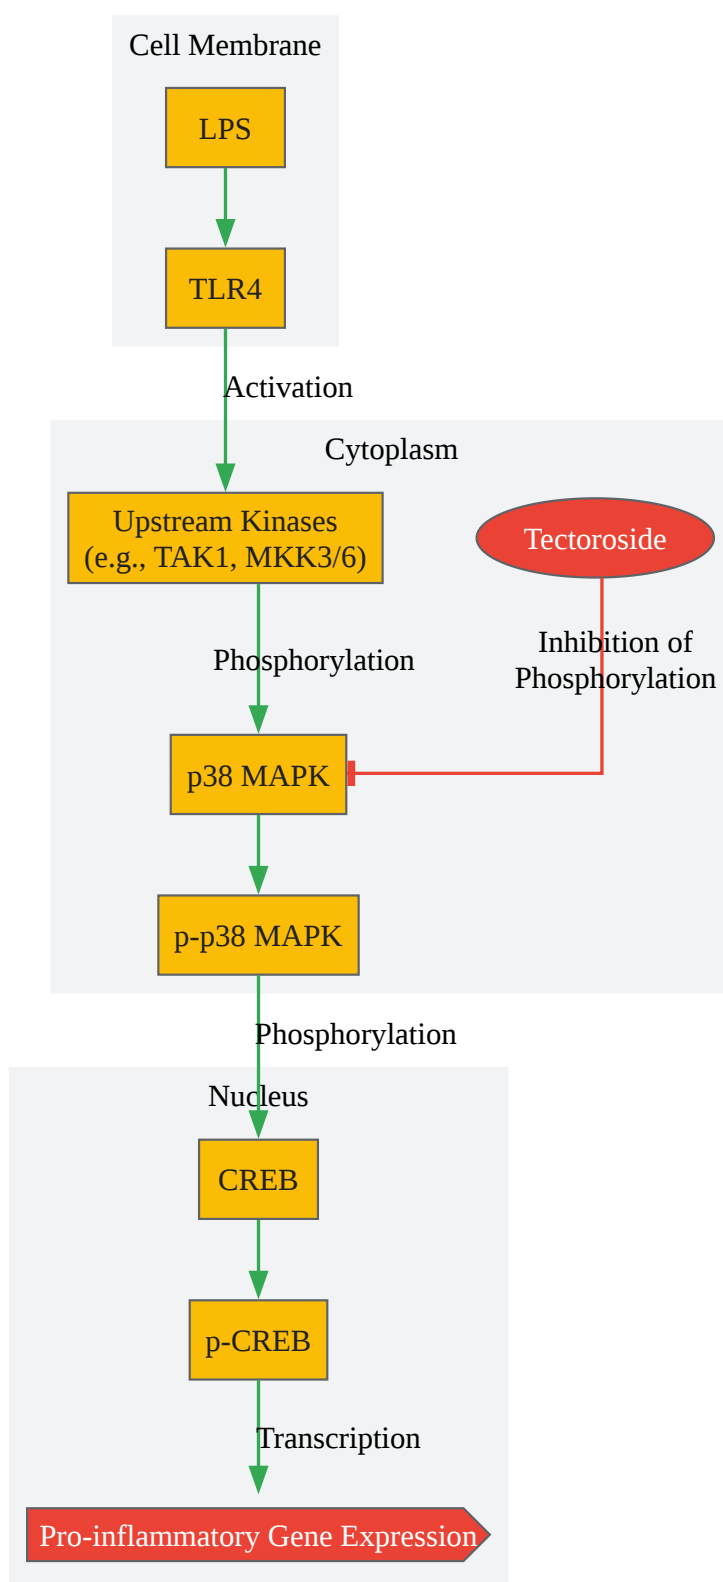 Cell Membrane
LPS
TLR4
Activation
Cytoplasm
Upstream Kinases
(e.g., TAK1, MKK3/6)
Tectoroside
Inhibition of
Phosphorylation
Phosphorylation
p38 MAPK
p-p38 MAPK
Phosphorylation
Nucleus
CREB
p-CREB
Transcription
Pro-inflammatory Gene Expression